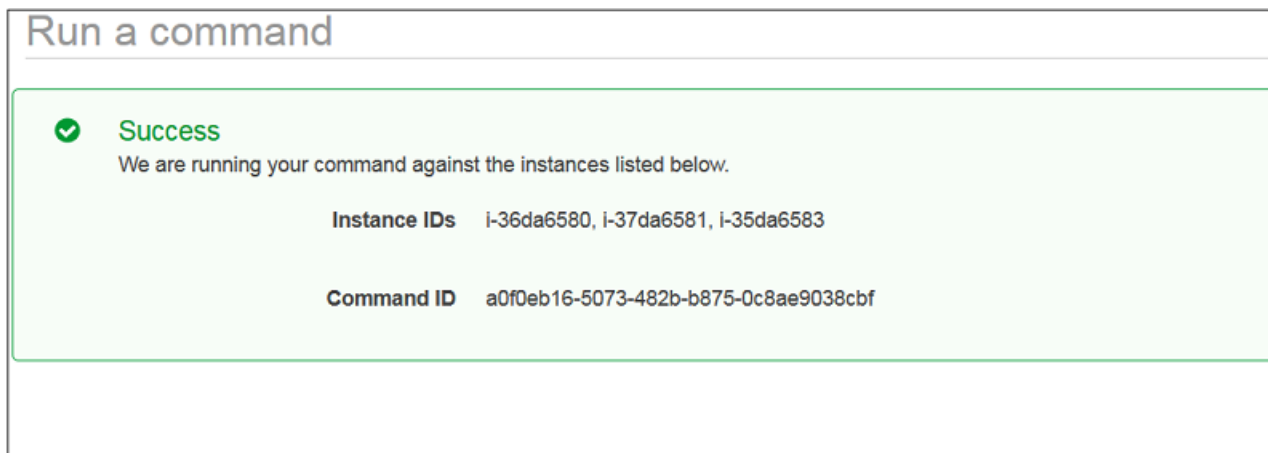 Run a command
Success
We are running your command against the instances listed below.
Instance IDs i-36da6580, i-37da6581, i-35da6583
Command ID a0f0eb16-5073-482b-b875-0c8ae9038cbf